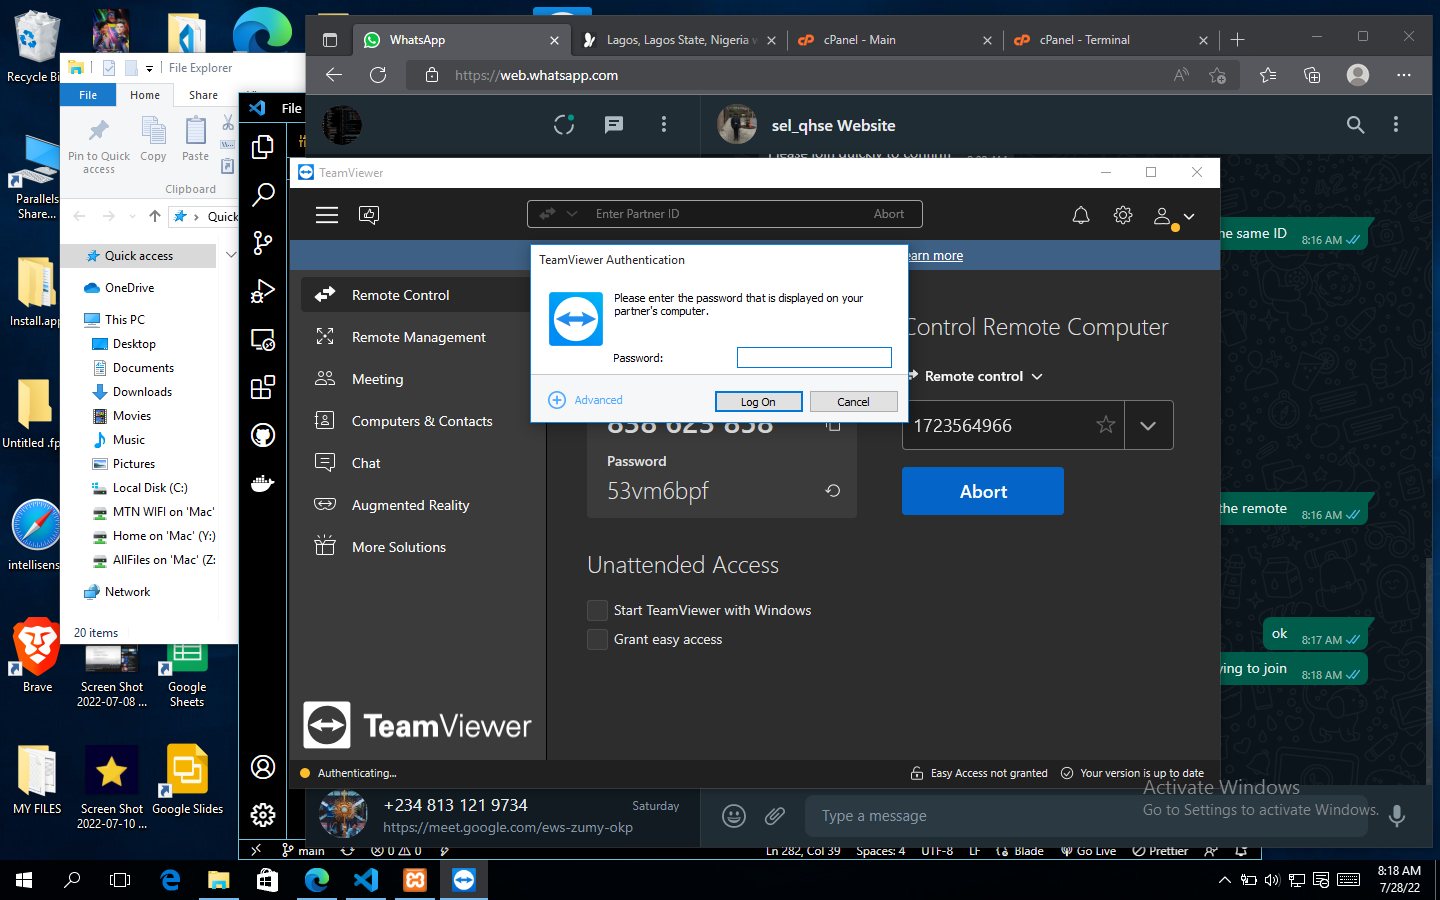 Recycle Bi
File Explorer
File
Home
Share
Pin to Quick access
Copy
Paste
Clipboard
Quick
Quick access
OneDrive
This PC
Desktop
Documents
Downloads
Movies
Music
Pictures
Local Disk (C:)
MTN WIFI on 'Mac'
Home on 'Mac' (Y:)
AllFiles on 'Mac' (Z:
Network
20 items
Parallels Share...
Install.app
Untitled .fp
intellisens
Brave
Screen Shot 2022-07-08 ...
Google Sheets
MY FILES
Screen Shot 2022-07-10 ...
Google Slides
File
WhatsApp
Lagos, Lagos State, Nigeria
cPanel - Main
cPanel - Terminal
https://web.whatsapp.com
sel_qhse Website
Please join quickly to confirm
TeamViewer
Enter Partner ID
Abort
earn more
TeamViewer Authentication
Please enter the password that is displayed on your partner's computer.
Password:
Advanced
Log On
Cancel
Remote Control
Remote Management
Meeting
Computers & Contacts
Chat
Augmented Reality
More Solutions
TeamViewer
838 623 838
Password
53vm6bpf
Control Remote Computer
Remote control
1723564966
Abort
Unattended Access
Start TeamViewer with Windows
Grant easy access
Authenticating...
Easy Access not granted
Your version is up to date
he same ID 8:16 AM
the remote 8:16 AM
ok 8:17 AM
ying to join 8:18 AM
Activate Windows
Go to Settings to activate Windows.
+234 813 121 9734
Saturday
https://meet.google.com/ews-zumy-okp
Type a message
main
0 0
Ln 282, Col 39
Spaces: 4
UTF-8
LF
Blade
Go Live
Prettier
8:18 AM
7/28/22